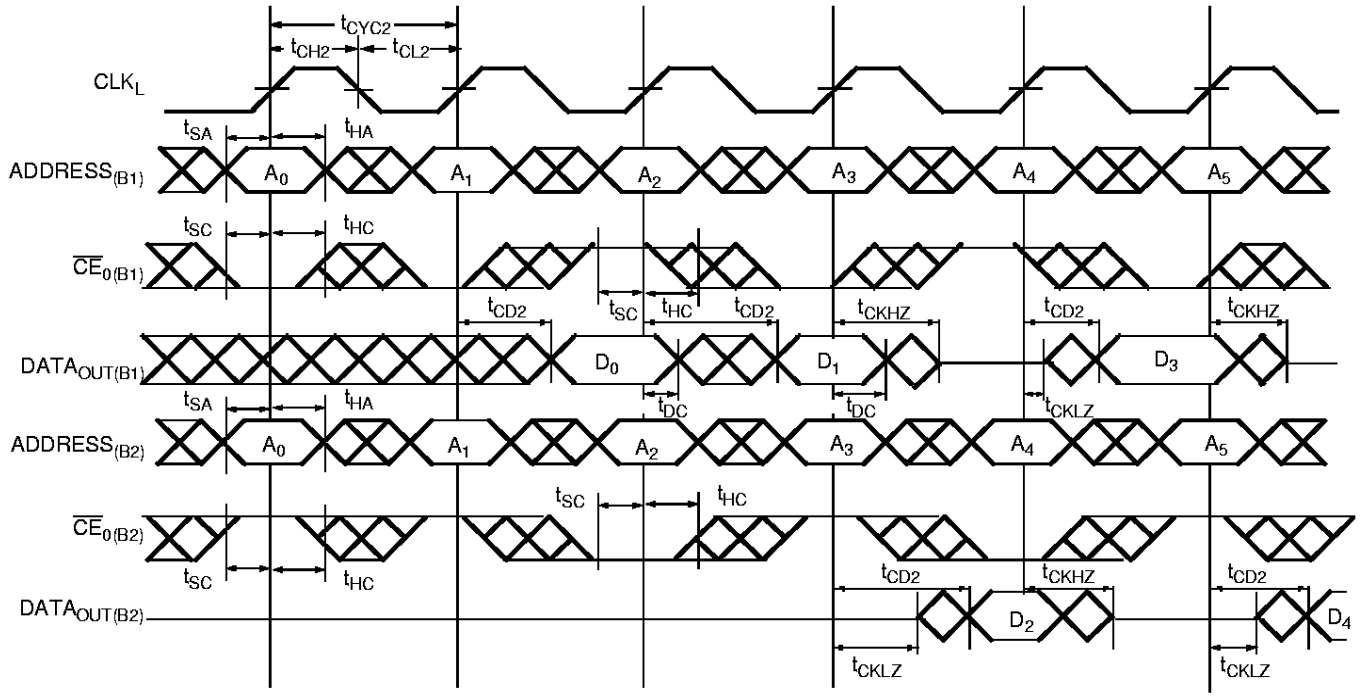 tCYC2
tCH2 tCL2
CLKL
tSA tHA
ADDRESS(B1) A0 A1 A2 A3 A4 A5
tSC tHC
CE0(B1)
tCD2 tSC tHC tCD2 tCKHZ tCD2 tCKHZ
DATAOUT(B1) D0 D1 D3
tSA tHA tDC tDC tCKLZ
ADDRESS(B2) A0 A1 A2 A3 A4 A5
tSC tHC
CE0(B2)
tSC tHC tCD2 tCKHZ tCD2
DATAOUT(B2) D2 D4
tCKLZ tCKLZ